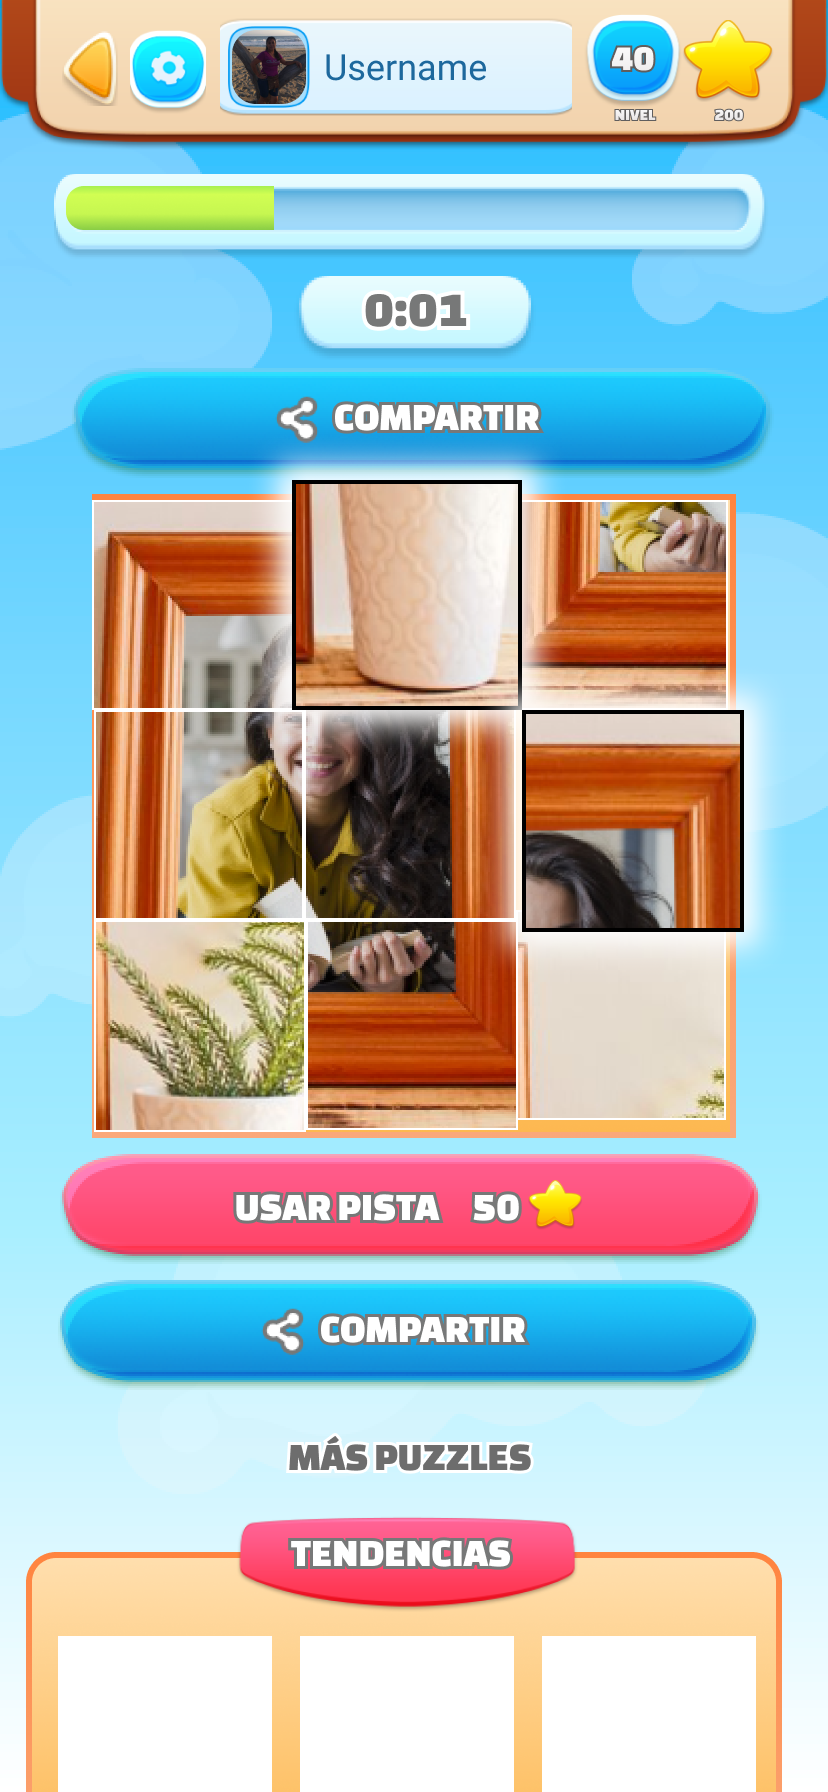 Username
40
NIVEL
200
0:01
COMPARTIR
USAR PISTA 50
COMPARTIR
MÁS PUZZLES
TENDENCIAS